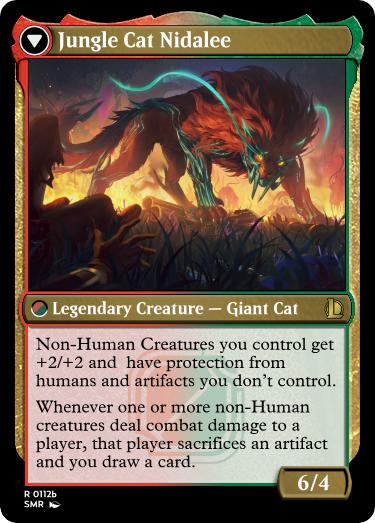 Jungle Cat Nidalee
Legendary Creature — Giant Cat
Non-Human Creatures you control get
+2/+2 and have protection from
humans and artifacts you don't control.
Whenever one or more non-Human
creatures deal combat damage to a
player, that player sacrifices an artifact
and you draw a card.
6/4
R 0112b
SMR